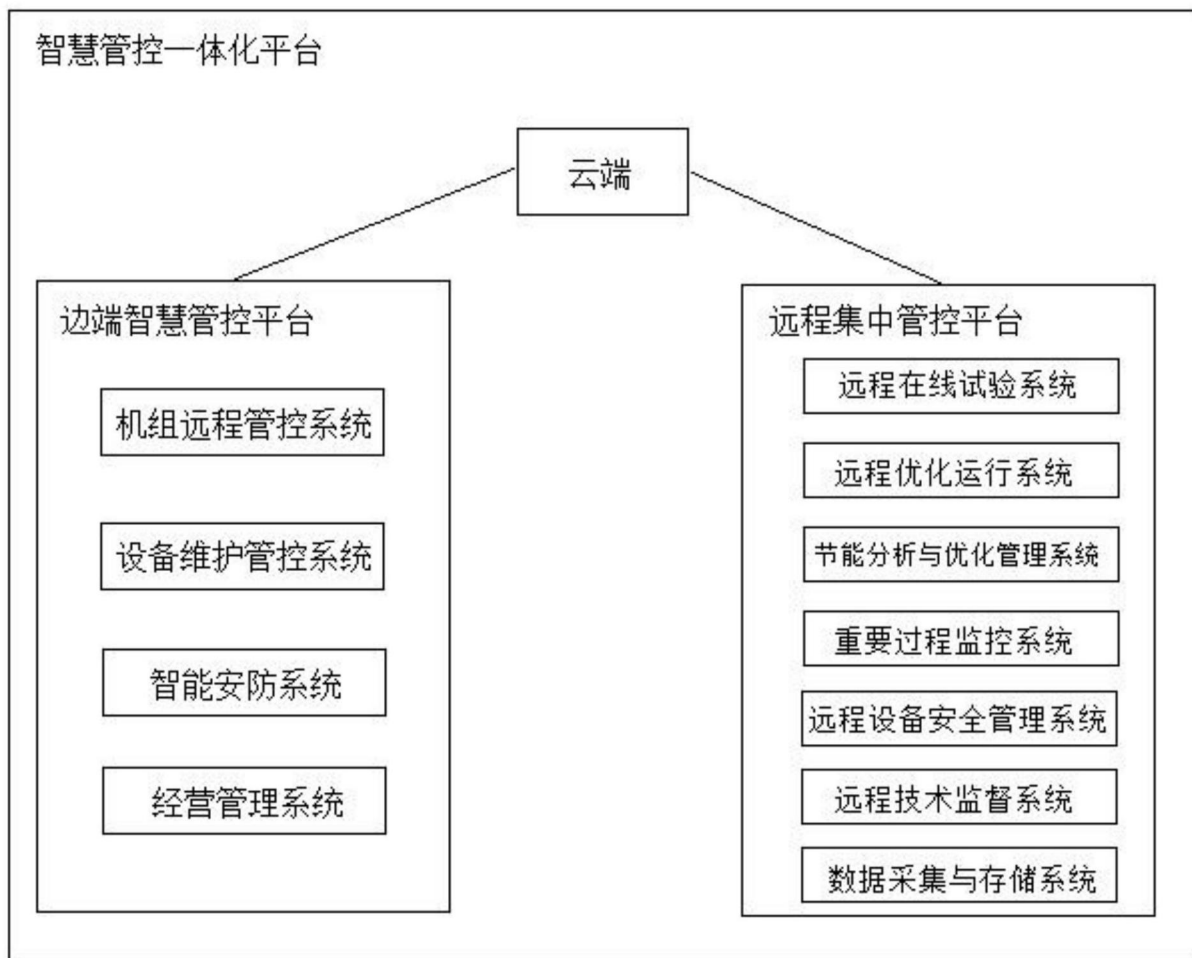 智慧管控一体化平台
云端
边端智慧管控平台
机组远程管控系统
设备维护管控系统
智能安防系统
经营管理系统
远程集中管控平台
远程在线试验系统
远程优化运行系统
节能分析与优化管理系统
重要过程监控系统
远程设备安全管理系统
远程技术监督系统
数据采集与存储系统